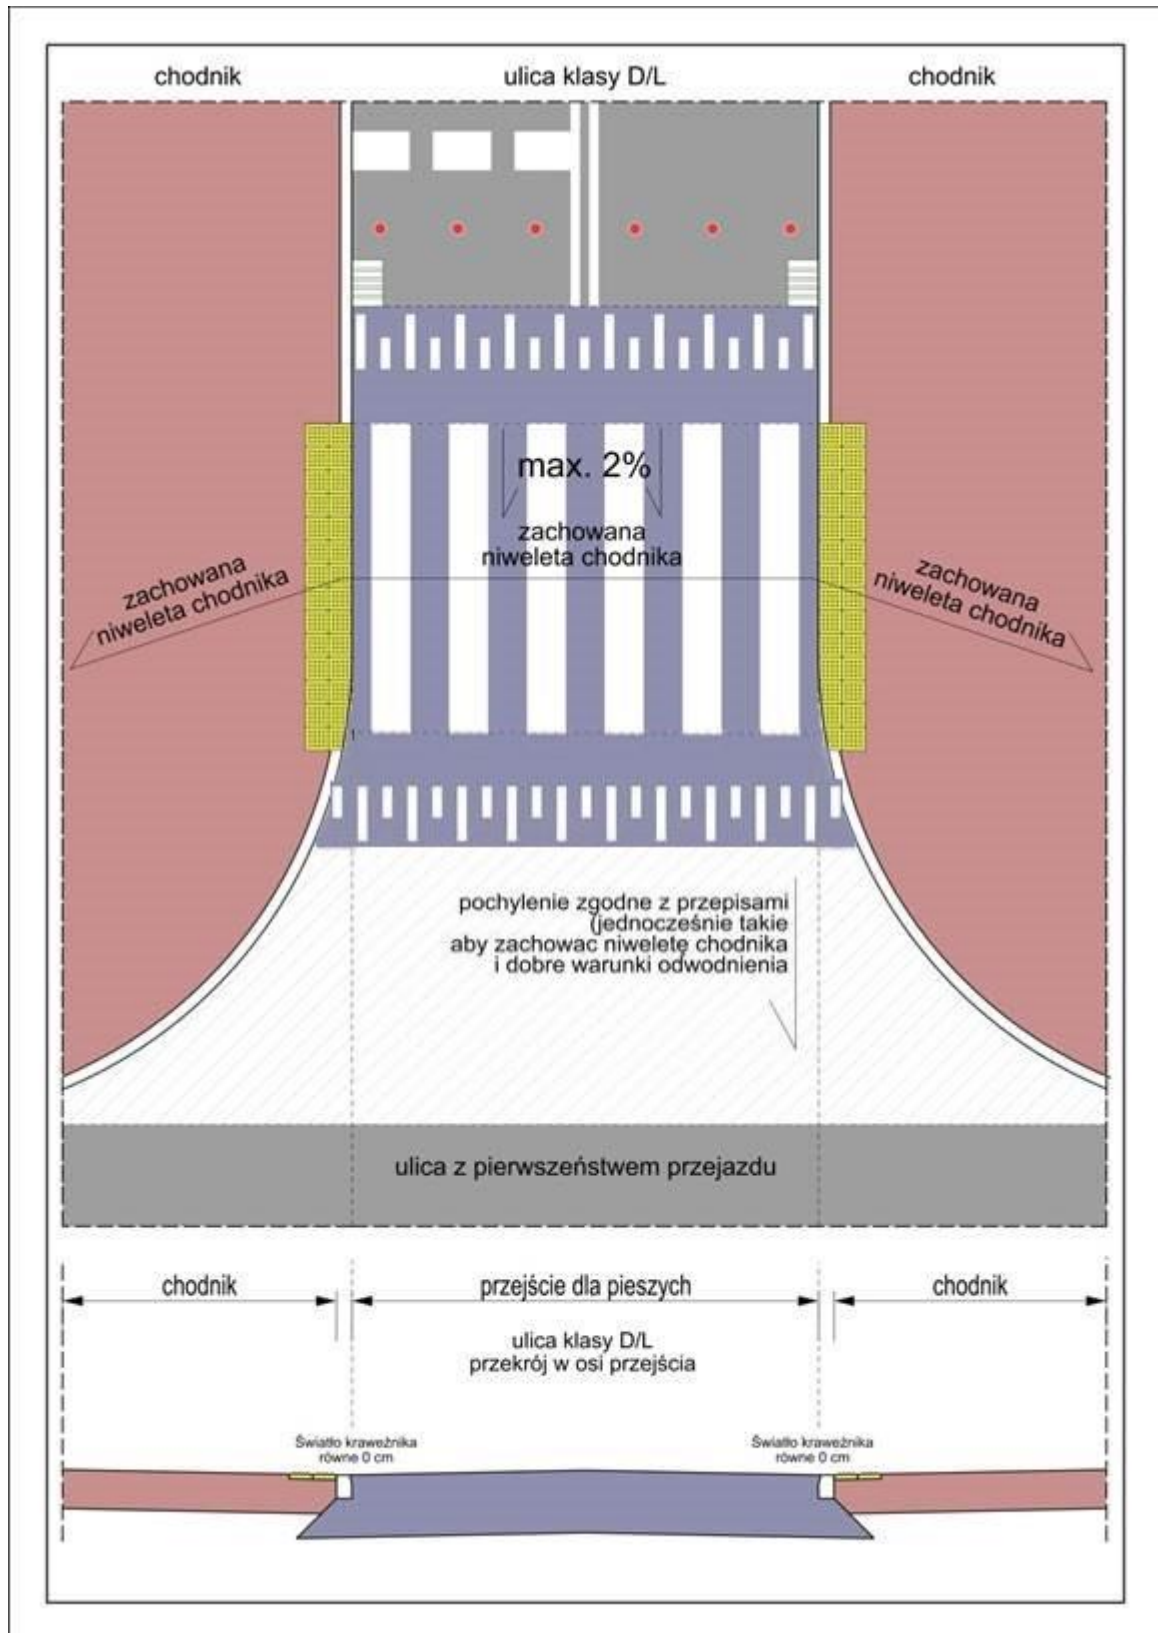 chodnik
ulica klasy D/L
chodnik
max. 2%
zachowana
niweleta chodnika
zachowana
niweleta chodnika
zachowana
niweleta chodnika
pochylenie zgodne z przepisami
(jednocześnie takie
aby zachowac niweletę chodnika
i dobre warunki odwodnienia
ulica z pierwszeństwem przejazdu
chodnik
przejście dla pieszych
chodnik
ulica klasy D/L
przekrój w osi przejścia
Światło kraweżnika
równe 0 cm
Światło kraweżnika
równe 0 cm